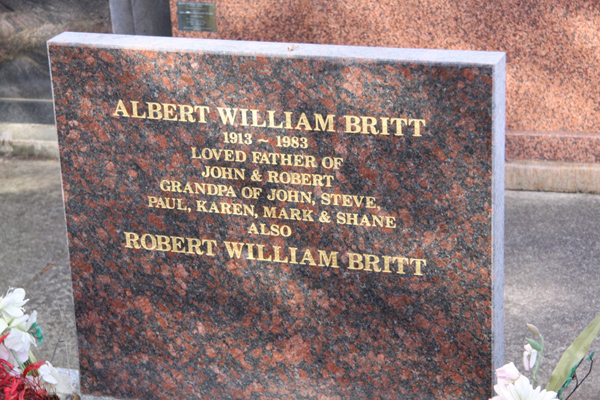 ALBERT WILLIAM BRITT
1913 ~ 1983
LOVED FATHER OF
JOHN & ROBERT
GRANDPA OF JOHN, STEVE,
PAUL, KAREN, MARK & SHANE
ALSO
ROBERT WILLIAM BRITT